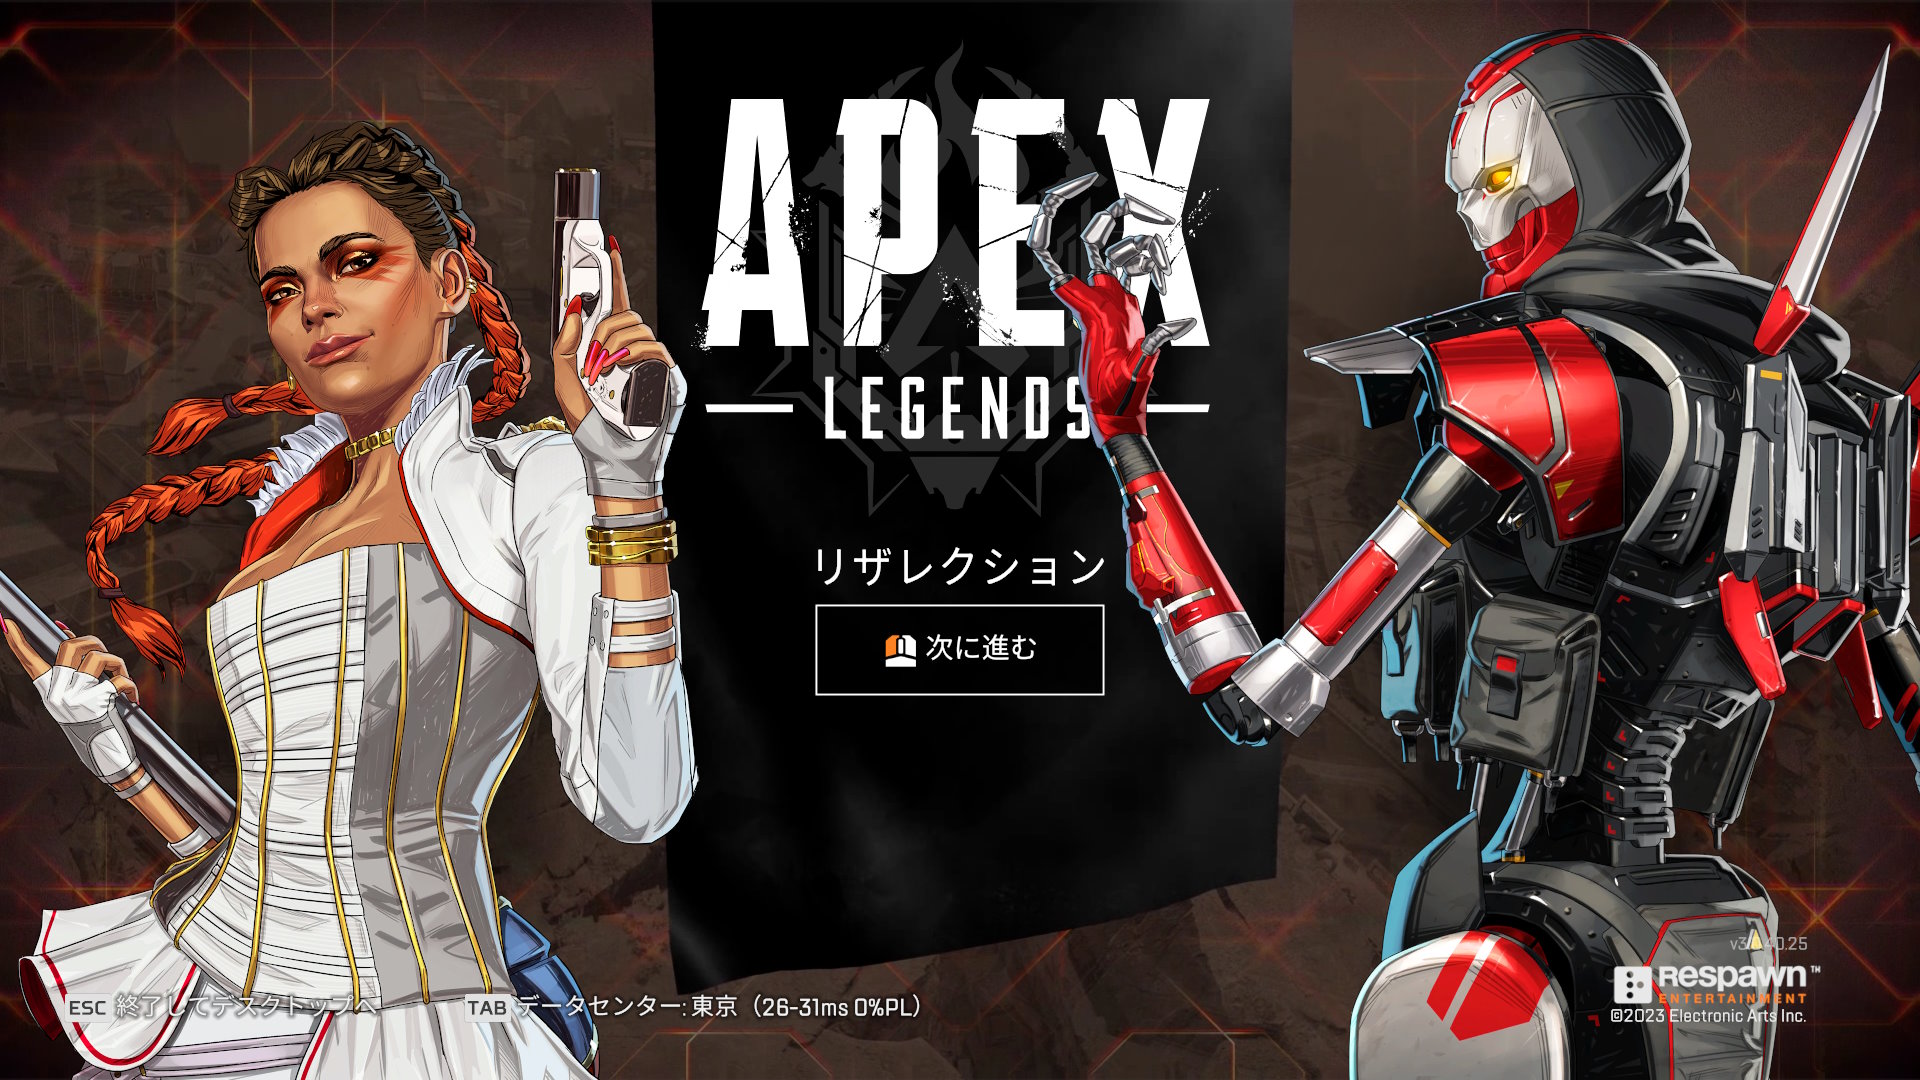 APEX
LEGENDS
リザレクション
次に進む
ESC 終了してデスクトップへ
TAB データセンター: 東京 (26-31ms 0%PL)
Respawn™
ENTERTAINMENT
©2023 Electronic Arts Inc.